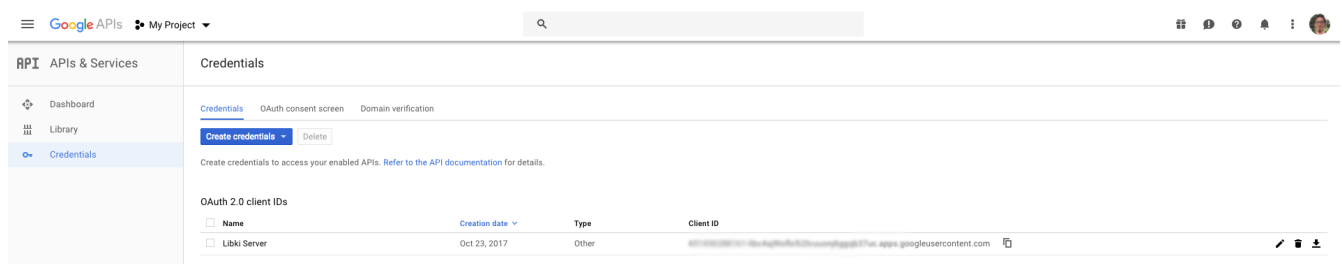 Google APIs My Project
API APIs & Services Credentials
Dashboard
Library
Credentials
Credentials OAuth consent screen Domain verification
Create credentials Delete
Create credentials to access your enabled APIs. Refer to the API documentation for details.
OAuth 2.0 client IDs
Name Creation date Type Client ID
Libki Server Oct 23, 2017 Other .apps.googleusercontent.com